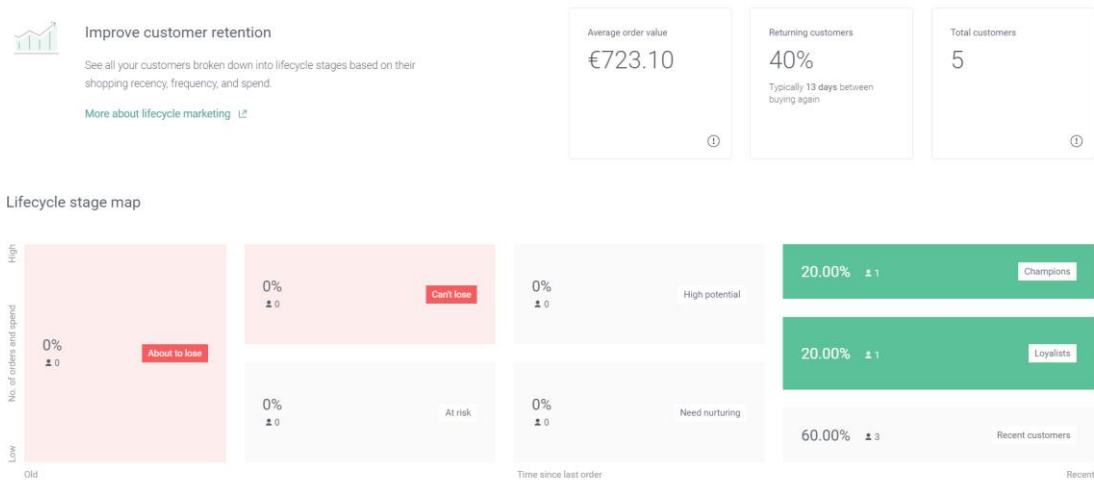 Improve customer retention
See all your customers broken down into lifecycle stages based on their
shopping recency, frequency, and spend.
More about lifecycle marketing
Average order value
€723.10
Returning customers
40%
Typically 13 days between
buying again
Total customers
5
Lifecycle stage map
High
No. of orders and spend
Low
0%
0
About to lose
0%
0
Can't lose
0%
0
At risk
0%
0
High potential
0%
0
Need nurturing
20.00% 1
Champions
20.00% 1
Loyalists
60.00% 3
Recent customers
Old
Time since last order
Recent